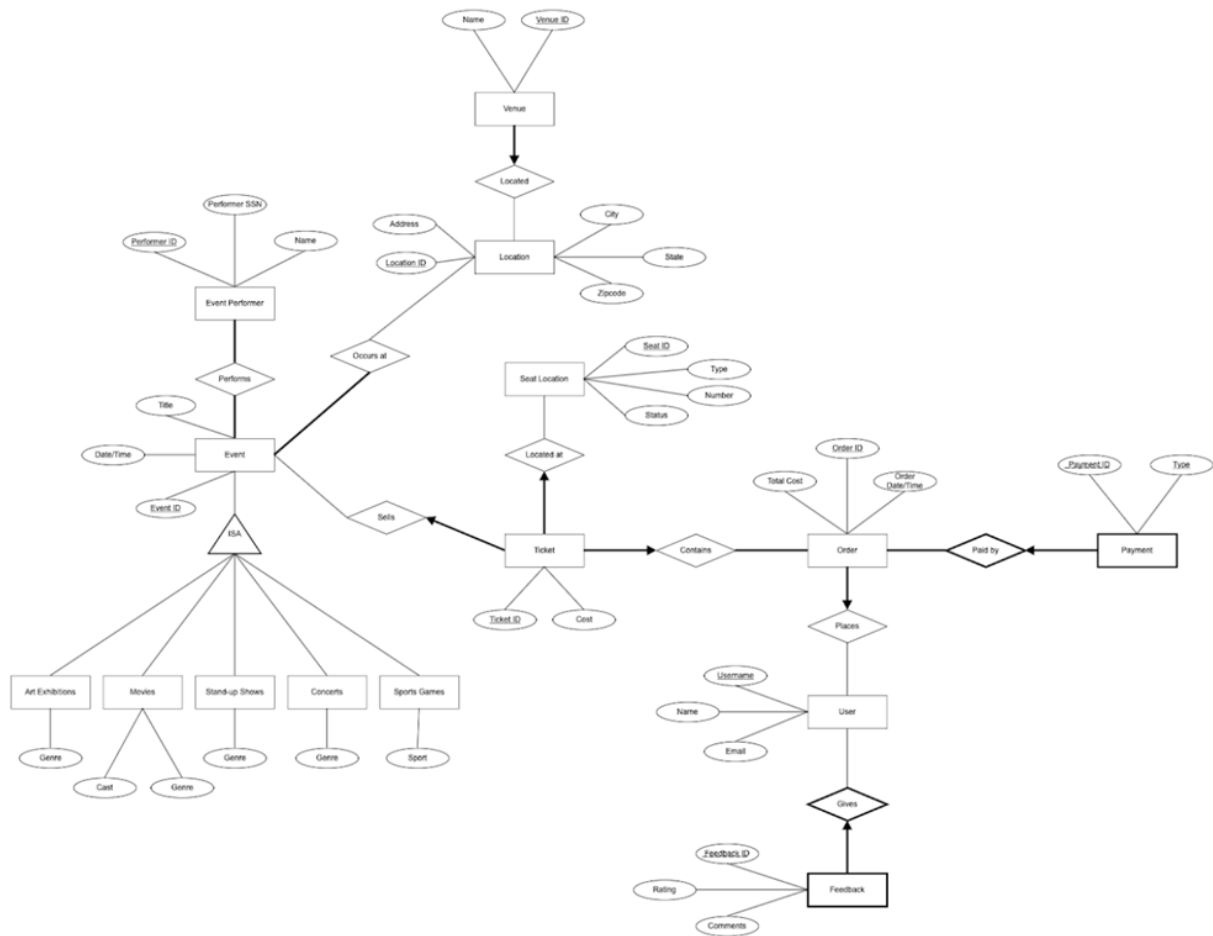 Name
Venue ID
Venue
Located
Performer SSN
Performer ID
Name
Event Performer
Address
Location ID
Location
City
State
Zipcode
Occurs at
Performs
Seat Location
Seat ID
Type
Number
Status
Title
Date/Time
Event
Event ID
Located at
Order ID
Total Cost
Order
Date/Time
Payment ID
Type
Sells
ISA
Ticket
Contains
Order
Paid by
Payment
Ticket ID
Cost
Places
Art Exhibitions
Movies
Stand-up Shows
Concerts
Sports Games
Genre
Cast
Genre
Genre
Genre
Sport
Username
Name
Email
User
Gives
Feedback ID
Rating
Comments
Feedback